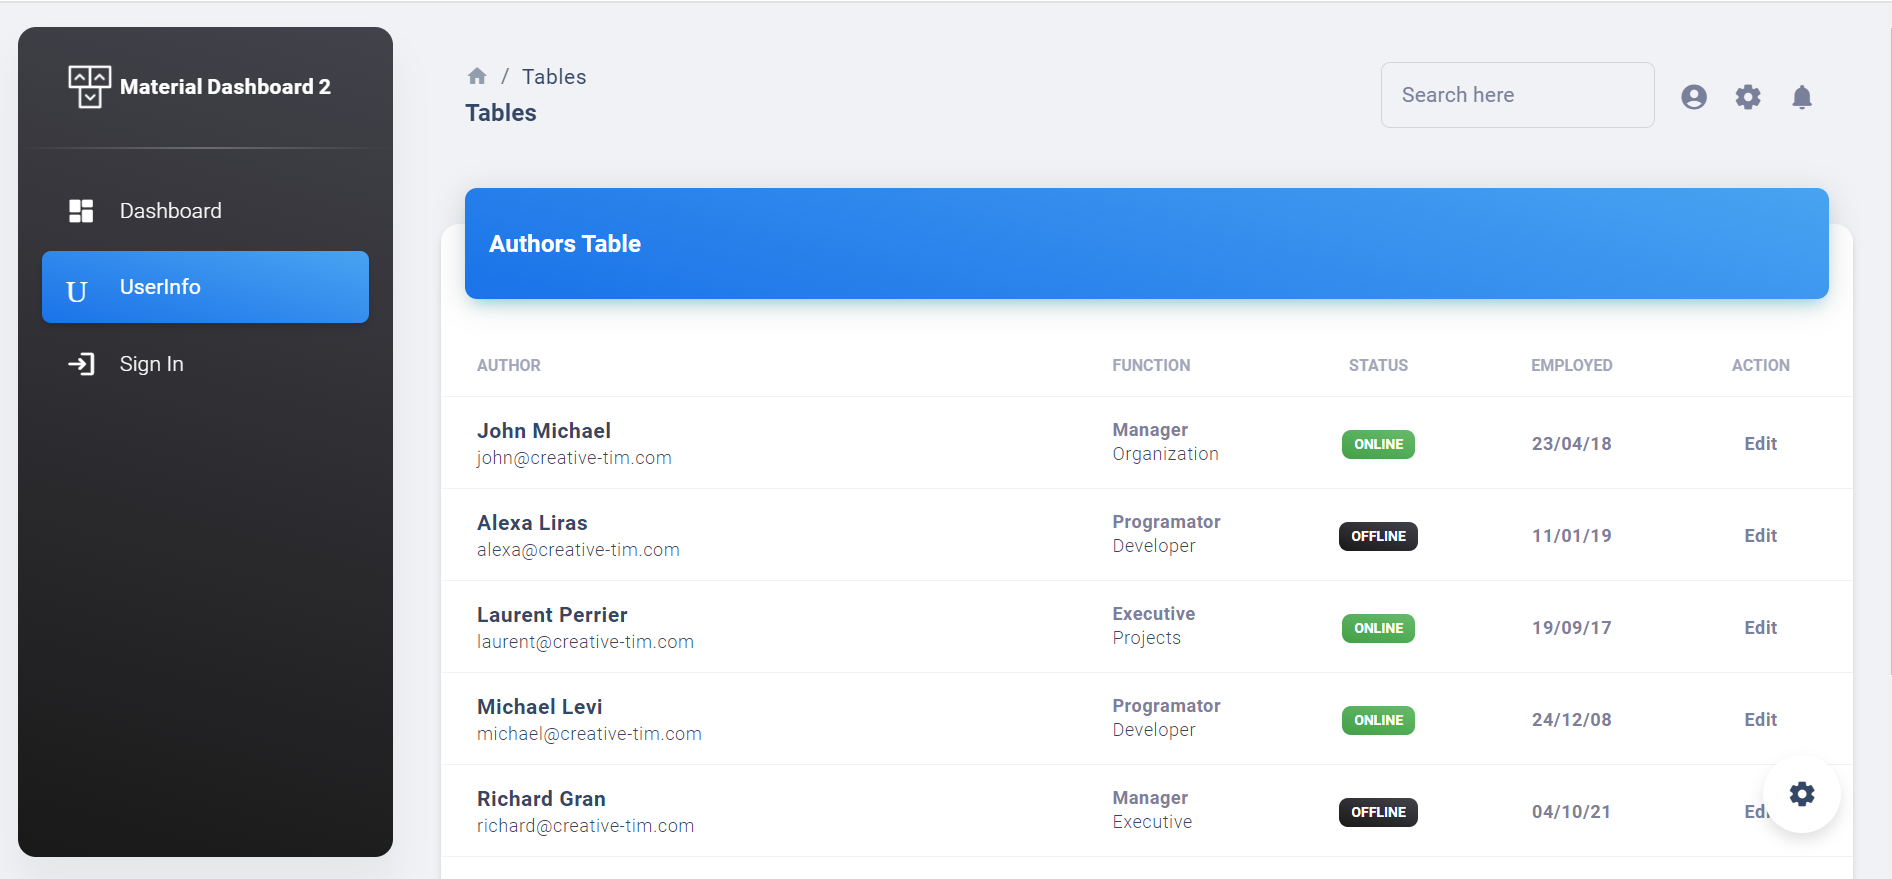 Material Dashboard 2
Dashboard
U UserInfo
Sign In
/ Tables
Tables
Search here
Authors Table
AUTHOR FUNCTION STATUS EMPLOYED ACTION
John Michael
john@creative-tim.com
Manager
Organization
ONLINE
23/04/18
Edit
Alexa Liras
alexa@creative-tim.com
Programator
Developer
OFFLINE
11/01/19
Edit
Laurent Perrier
laurent@creative-tim.com
Executive
Projects
ONLINE
19/09/17
Edit
Michael Levi
michael@creative-tim.com
Programator
Developer
ONLINE
24/12/08
Edit
Richard Gran
richard@creative-tim.com
Manager
Executive
OFFLINE
04/10/21